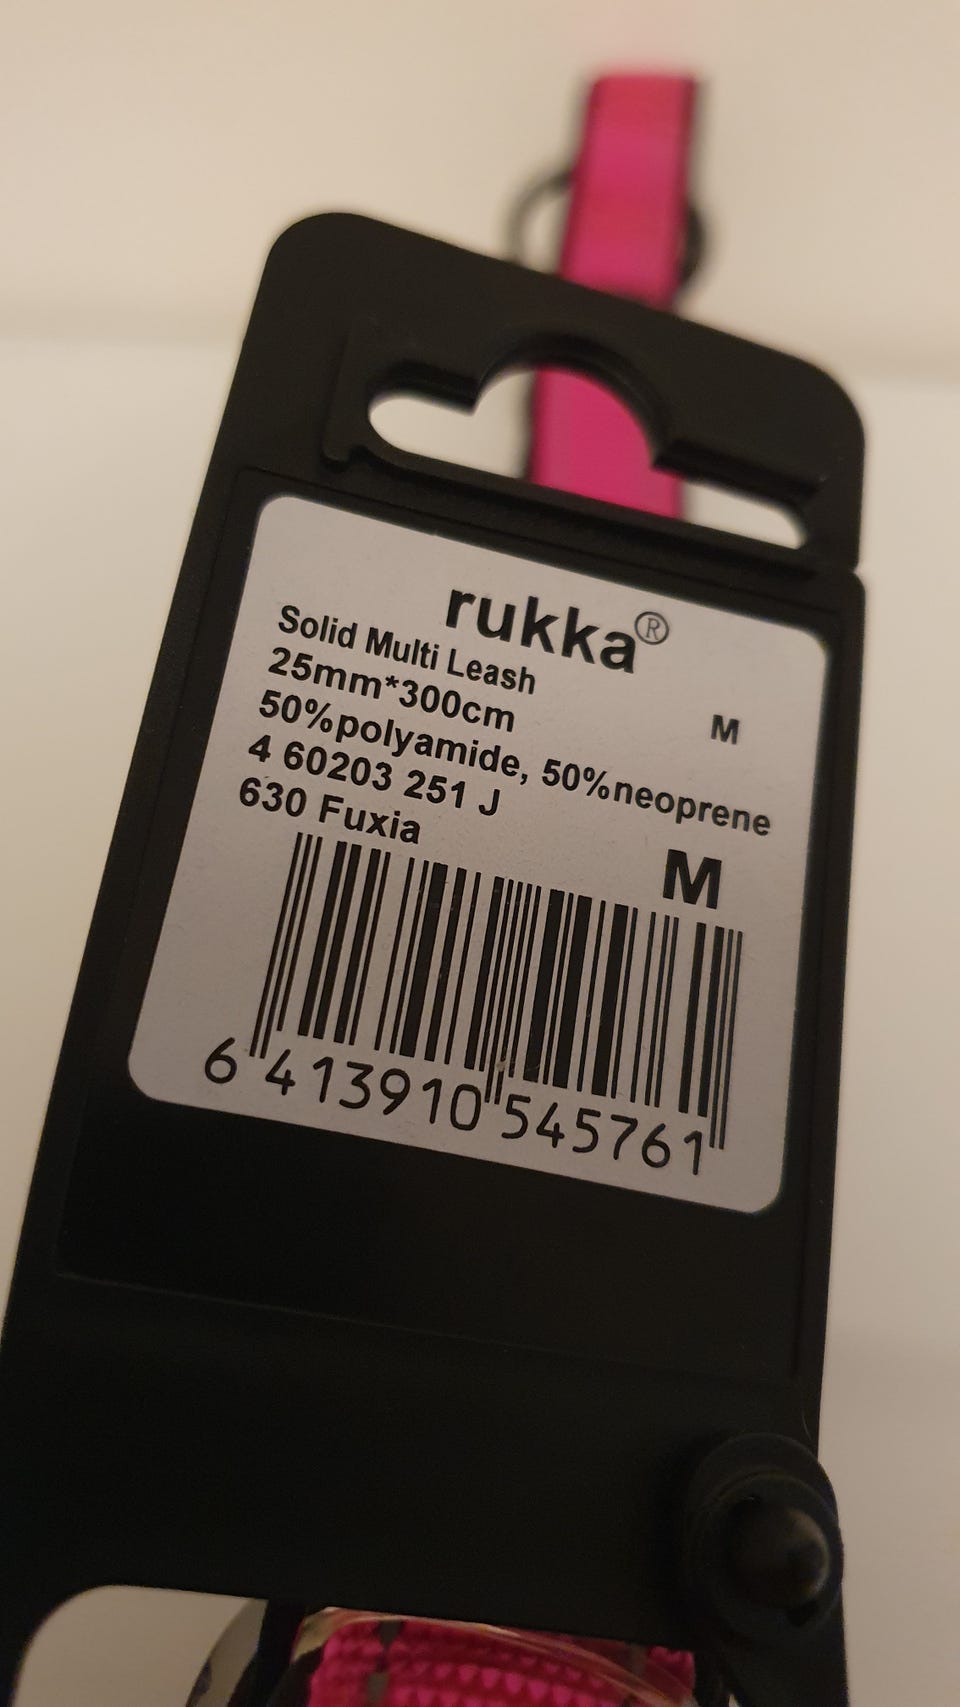 rukka®
Solid Multi Leash
25mm*300cm M
50%polyamide, 50%neoprene
4 60203 251 J
630 Fuxia M
6 413910 545761